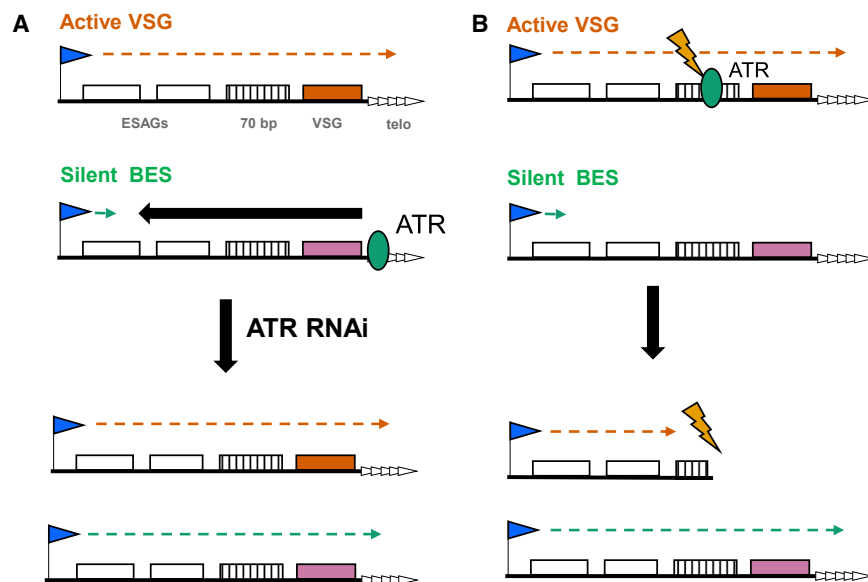 A
Active VSG
ESAGs 70 bp VSG telo
Silent BES
ATR
ATR RNAi
B
Active VSG
ATR
Silent BES